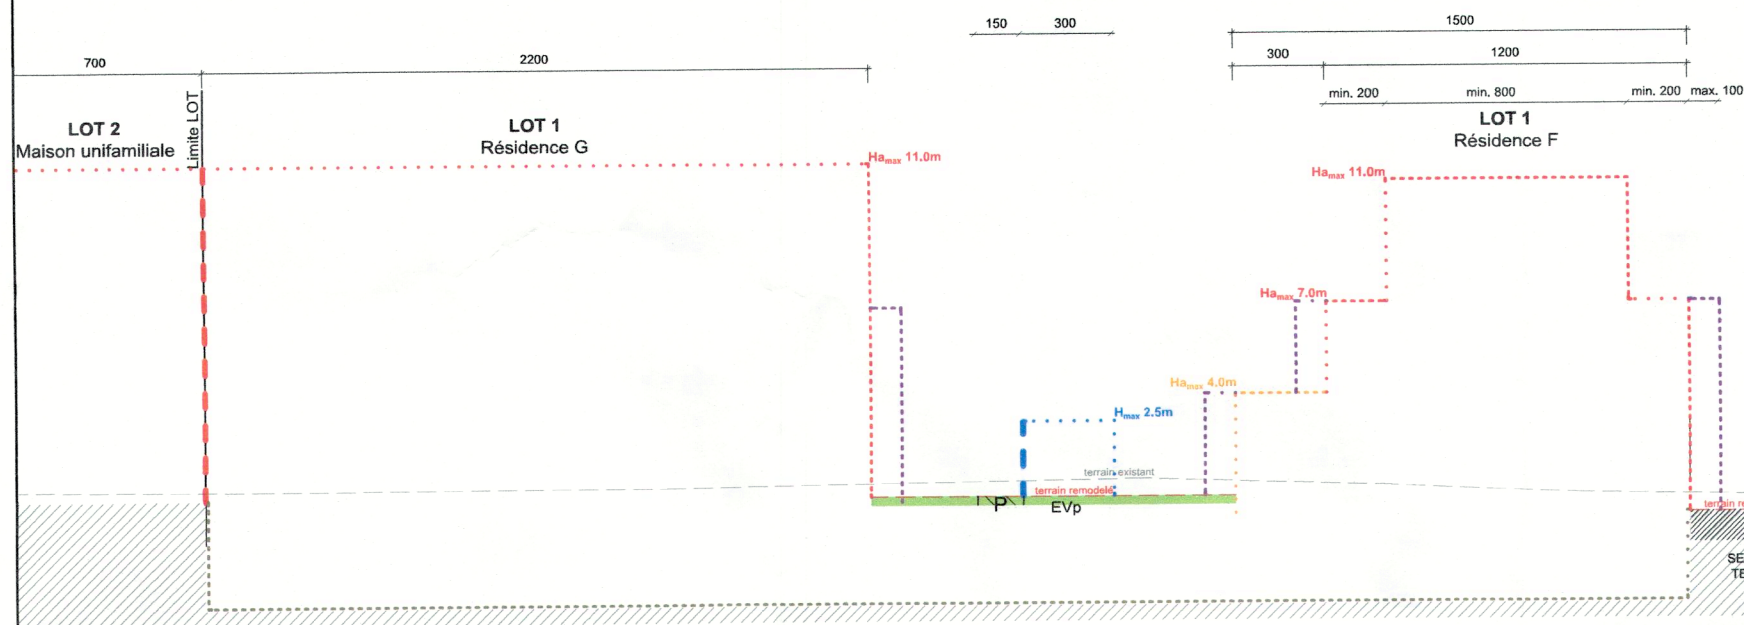 150 300
1500
700
2200
300
1200
min. 200
min. 800
min. 200
max. 100
LOT 2
Maison unifamiliale
Limite LOT
LOT 1
Résidence G
LOT 1
Résidence F
Hamax 11.0m
Hamax 11.0m
Hamax 7.0m
Hamax 4.0m
Hmax 2.5m
terrain existant
terrain remodelé
P
EVp
terrain